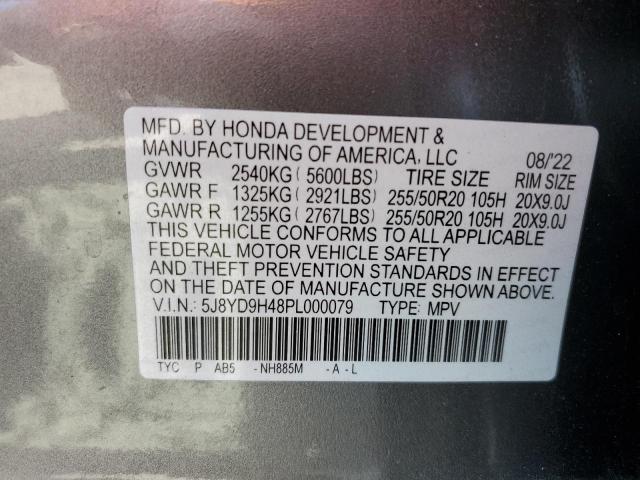 MFD. BY HONDA DEVELOPMENT &
MANUFACTURING OF AMERICA, LLC 08/'22
GVWR 2540KG ( 5600LBS) TIRE SIZE RIM SIZE
GAWR F 1325KG ( 2921LBS) 255/50R20 105H 20X9.0J
GAWR R 1255KG ( 2767LBS) 255/50R20 105H 20X9.0J
THIS VEHICLE CONFORMS TO ALL APPLICABLE
FEDERAL MOTOR VEHICLE SAFETY
AND THEFT PREVENTION STANDARDS IN EFFECT
ON THE DATE OF MANUFACTURE SHOWN ABOVE.
V.I.N.: 5J8YD9H48PL000079 TYPE: MPV
TYC P AB5 - NH885M - A - L